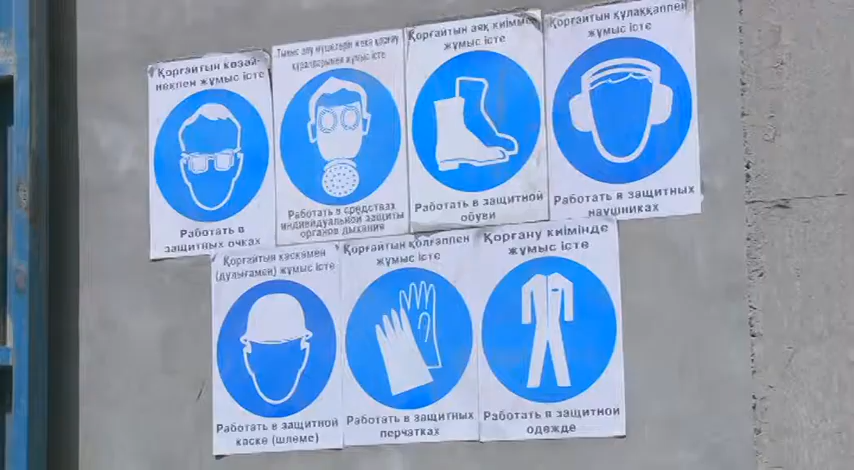 Қорғайтын көзәй-
некпен жұмыс істе
Работать в
защитных очках
Тыныс алу мүшелерін жеке қорғау
құралдарымен жұмыс істе
Работать в средствах
индивидуальной защиты
органов дыхания
Қорғайтын аяқ киіммен
жұмыс істе
Работать в защитной
обуви
Қорғайтын құлаққаппен
жұмыс істе
Работать в защитных
наушниках
Қорғайтын каскамен
(дулығамен) жұмыс істе
Работать в защитной
каске (шлеме)
Қорғайтын қолғаппен
жұмыс істе
Работать в защитных
перчатках
Қорғану киімінде
жұмыс істе
Работать в защитной
одежде